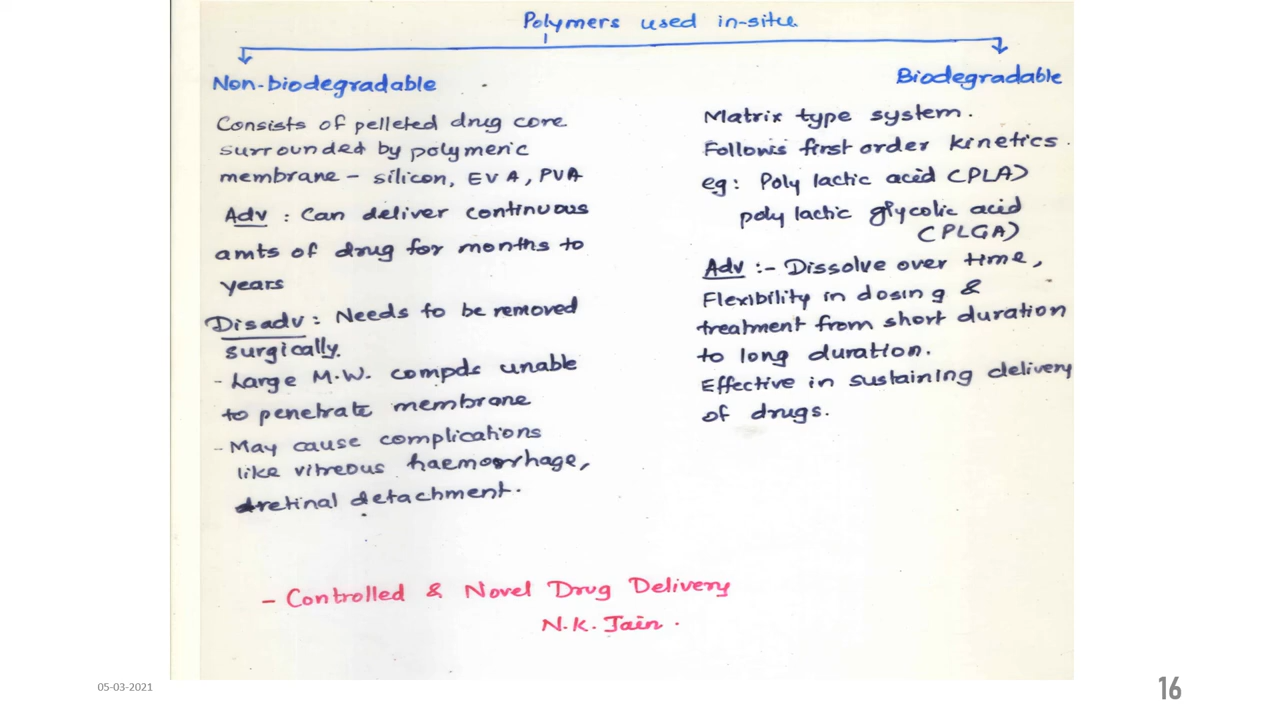 Polymers used in-situ
Non-biodegradable
Consists of pelleted drug core
surrounded by polymeric
membrane - silicon, EVA, PVA
Adv : Can deliver continuous
amts of drug for months to
years
Disadv : Needs to be removed
surgically.
- Large M.W. compds unable
to penetrate membrane
- May cause complications
like vitreous haemorrhage,
retinal detachment.
Biodegradable
Matrix type system.
Follows first order kinetics.
eg: Poly lactic acid (PLA)
poly lactic glycolic acid
(PLGA)
Adv :- Dissolve over time,
Flexibility in dosing &
treatment from short duration
to long duration.
Effective in sustaining delivery
of drugs.
- Controlled & Novel Drug Delivery
N.K. Jain.
05-03-2021
16